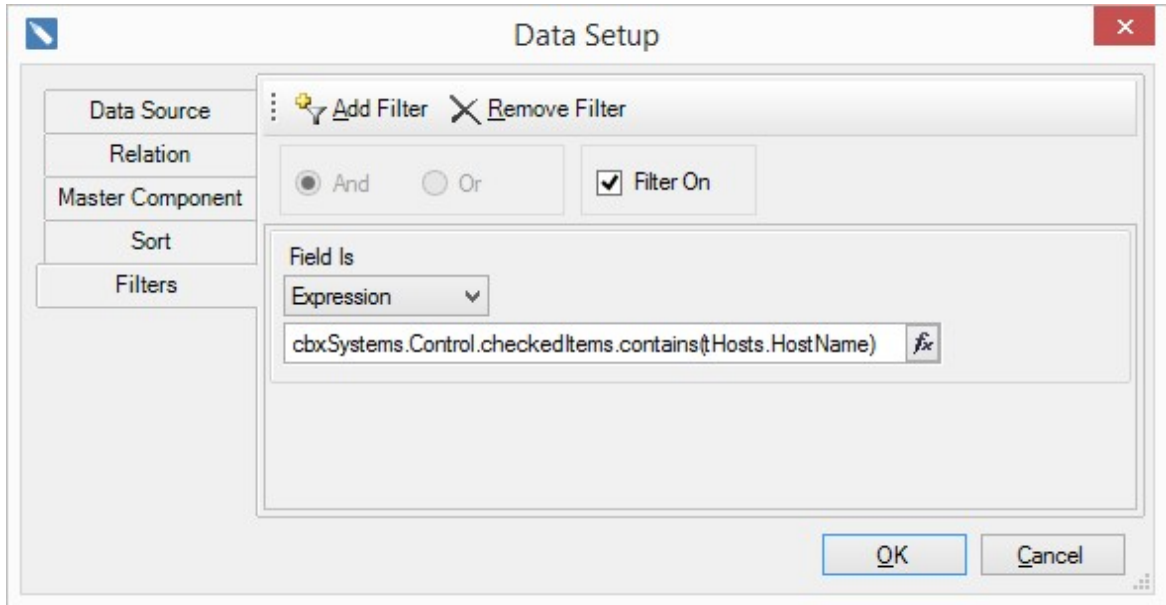 Data Setup
Data Source
Relation
Master Component
Sort
Filters
Add Filter Remove Filter
And Or Filter On
Field Is
Expression
cbxSystems.Control.checkedItems.contains(tHosts.HostName) fx
OK Cancel